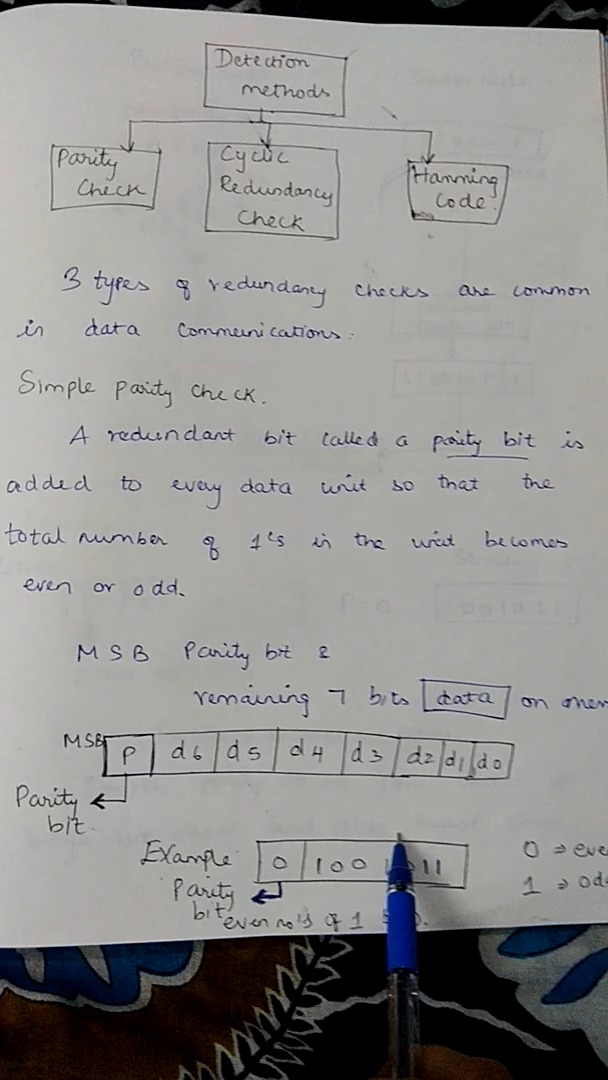 Detection
methods
Parity
Check
Cyclic
Redundancy
Check
Hamming
Code.
3 types of redundancy checks are common
in data communications.
Simple parity check.
A redundant bit called a parity bit is
added to every data unit so that the
total number of 1's in the unit becomes
even or odd.
MSB Parity bit &
remaining 7 bits data on
MSB P d6 d5 d4 d3 d2 d1 d0
Parity
bit.
Example 0 100 11
Parity
bit
even no's of 1
0 ⇒
1 ⇒